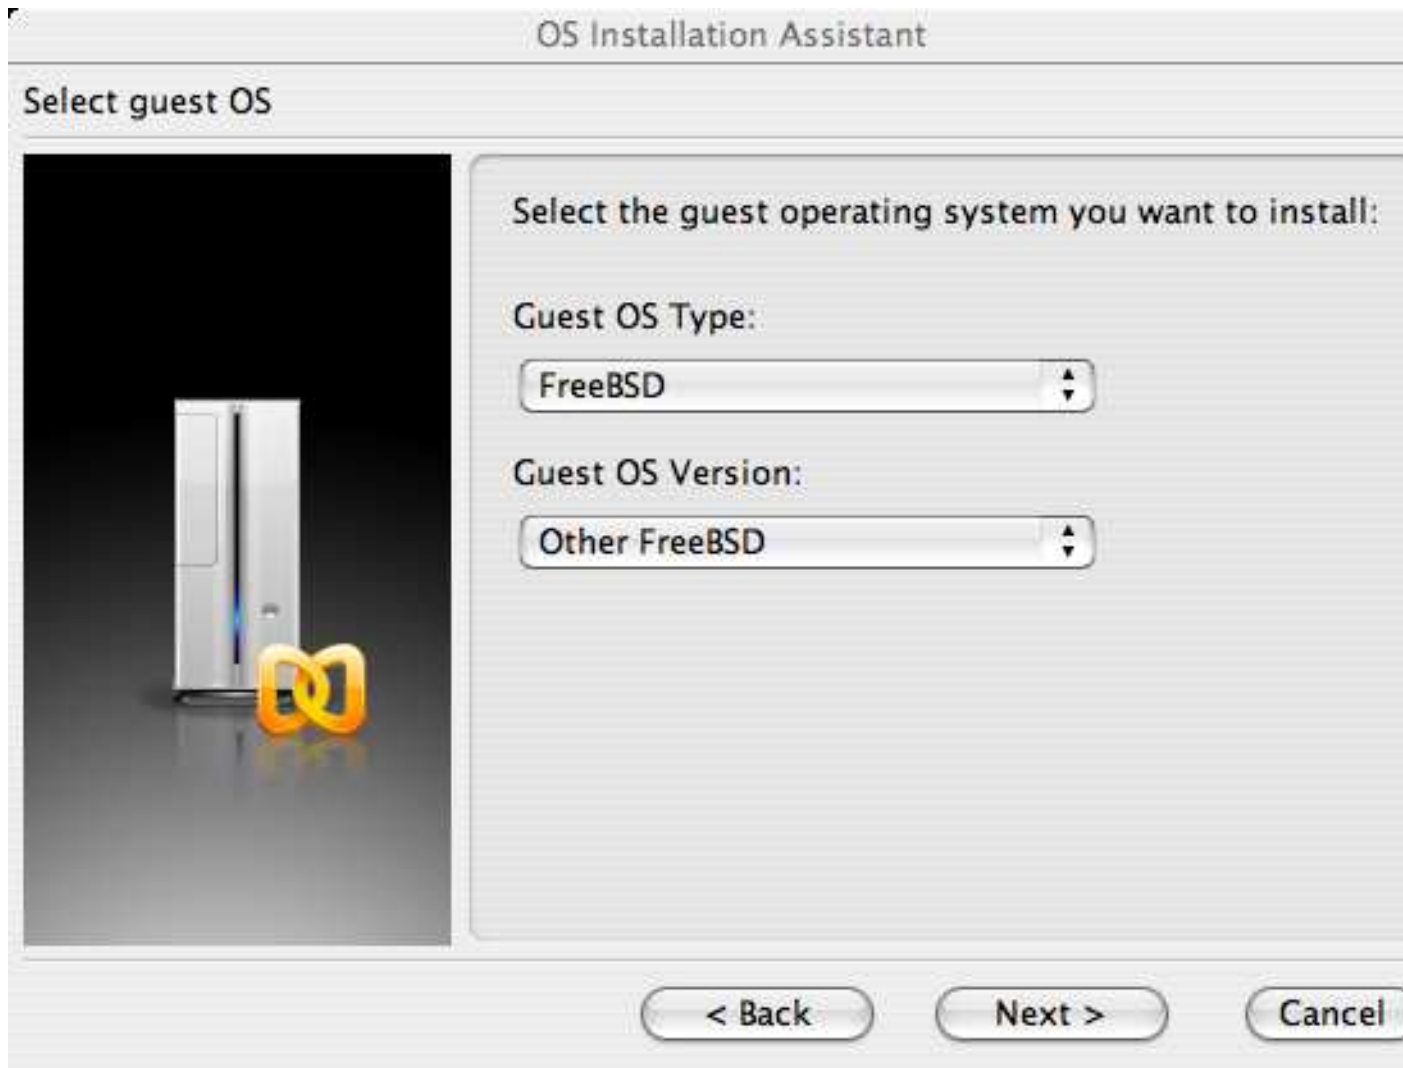 OS Installation Assistant
Select guest OS
Select the guest operating system you want to install:
Guest OS Type:
FreeBSD
Guest OS Version:
Other FreeBSD
< Back
Next >
Cancel